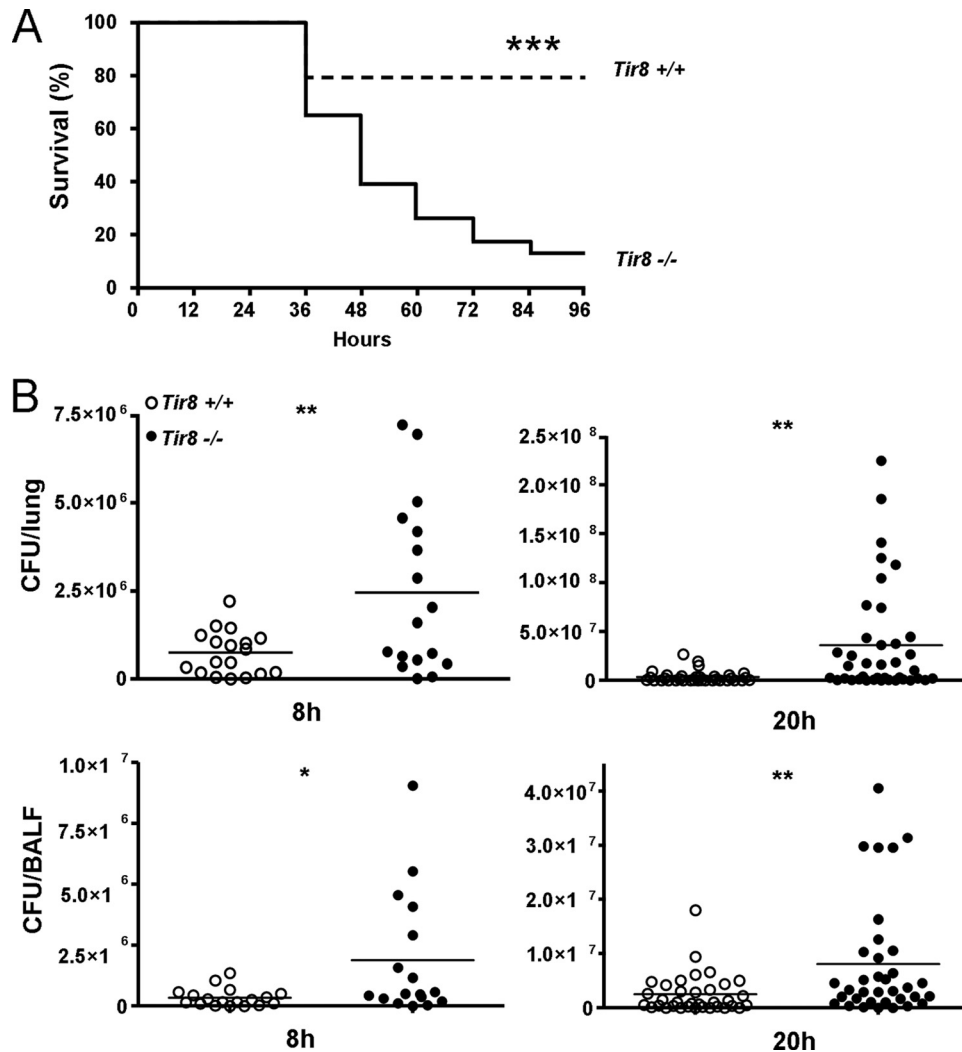 A
Survival (%)
100
80
60
40
20
0
***
Tir8 +/+
Tir8 -/-
0 12 24 36 48 60 72 84 96
Hours
B
Tir8 +/+
Tir8 -/-
CFU/lung
7.5×10 6
5.0×10 6
2.5×10 6
0
**
8h
2.5×10 8
2.0×10 8
1.5×10 8
1.0×10 8
5.0×10 7
0
**
20h
CFU/BALF
1.0×1 7
7.5×1 6
5.0×1 6
2.5×1 6
0
*
8h
4.0×10 7
3.0×1 7
2.0×1 7
1.0×1 7
0
**
20h